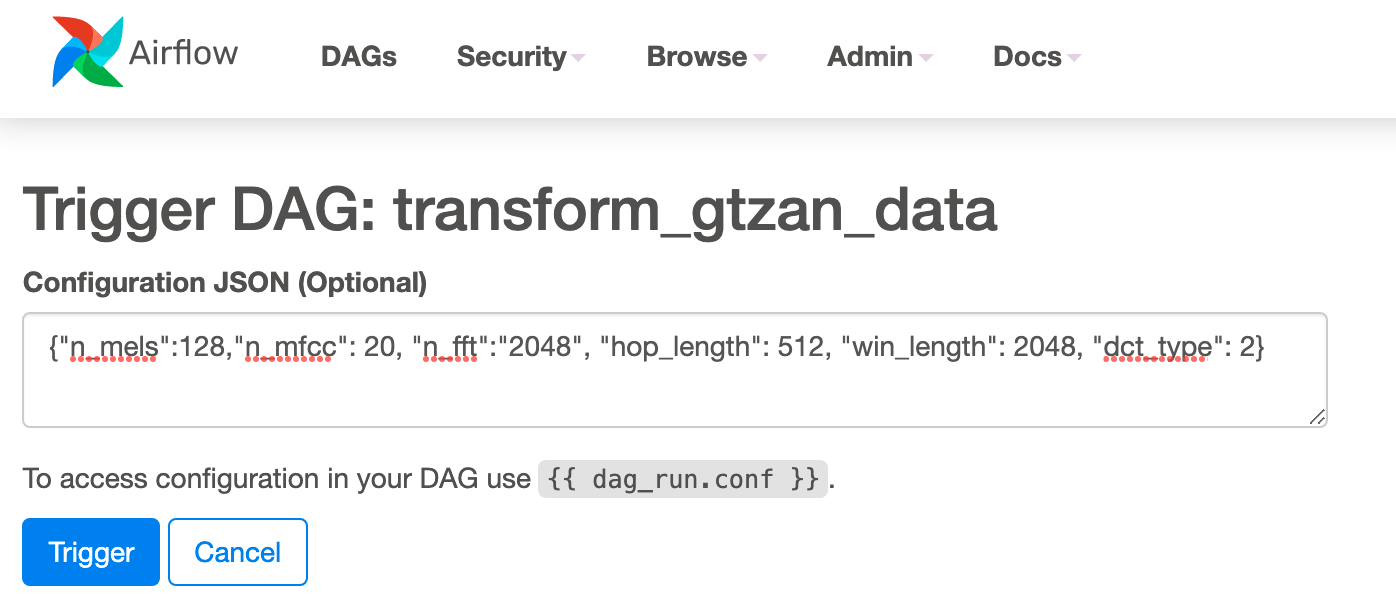 Airflow DAGs Security Browse Admin Docs
Trigger DAG: transform_gtzan_data
Configuration JSON (Optional)
{"n_mels":128,"n_mfcc": 20, "n_fft":"2048", "hop_length": 512, "win_length": 2048, "dct_type": 2}
To access configuration in your DAG use {{ dag_run.conf }}.
Trigger Cancel